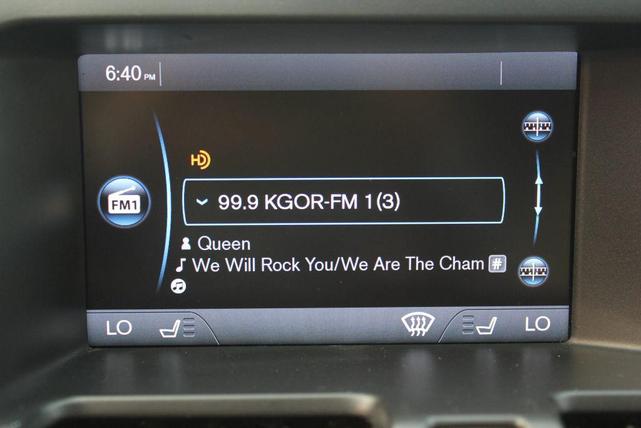 6:40 PM
HD
99.9 KGOR-FM 1(3)
FM1
Queen
We Will Rock You/We Are The Cham #
LO LO